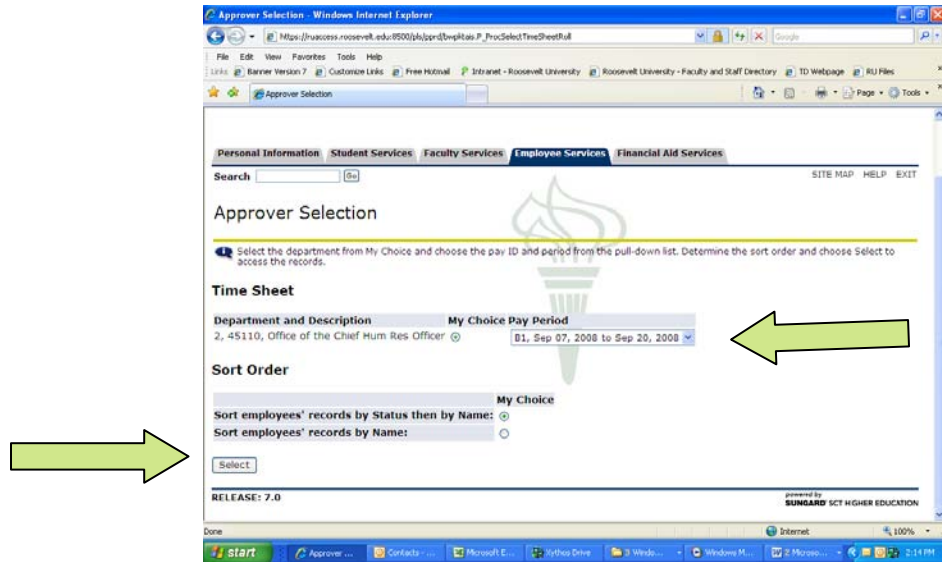 Approver Selection - Windows Internet Explorer
https://ruaccess.roosevelt.edu:8500/pls/pprd/bwpktais.P_ProcSelectTimeSheetRoll
Google
File Edit View Favorites Tools Help
Links Banner Version 7 Customize Links Free Hotmail Intranet - Roosevelt University Roosevelt University - Faculty and Staff Directory TD Webpage RU Files
Approver Selection
Page Tools
Personal Information Student Services Faculty Services Employee Services Financial Aid Services
Search Go
SITE MAP HELP EXIT
Approver Selection
Select the department from My Choice and choose the pay ID and period from the pull-down list. Determine the sort order and choose Select to
access the records.
Time Sheet
Department and Description My Choice Pay Period
2, 45110, Office of the Chief Hum Res Officer B1, Sep 07, 2008 to Sep 20, 2008
Sort Order
My Choice
Sort employees' records by Status then by Name:
Sort employees' records by Name:
Select
RELEASE: 7.0
powered by
SUNGARD SCT HIGHER EDUCATION
Done Internet 100%
start Approver ... Contacts - ... Microsoft E... Xythos Drive 3 Windo... Windows M... 2 Microso... 2:14 PM